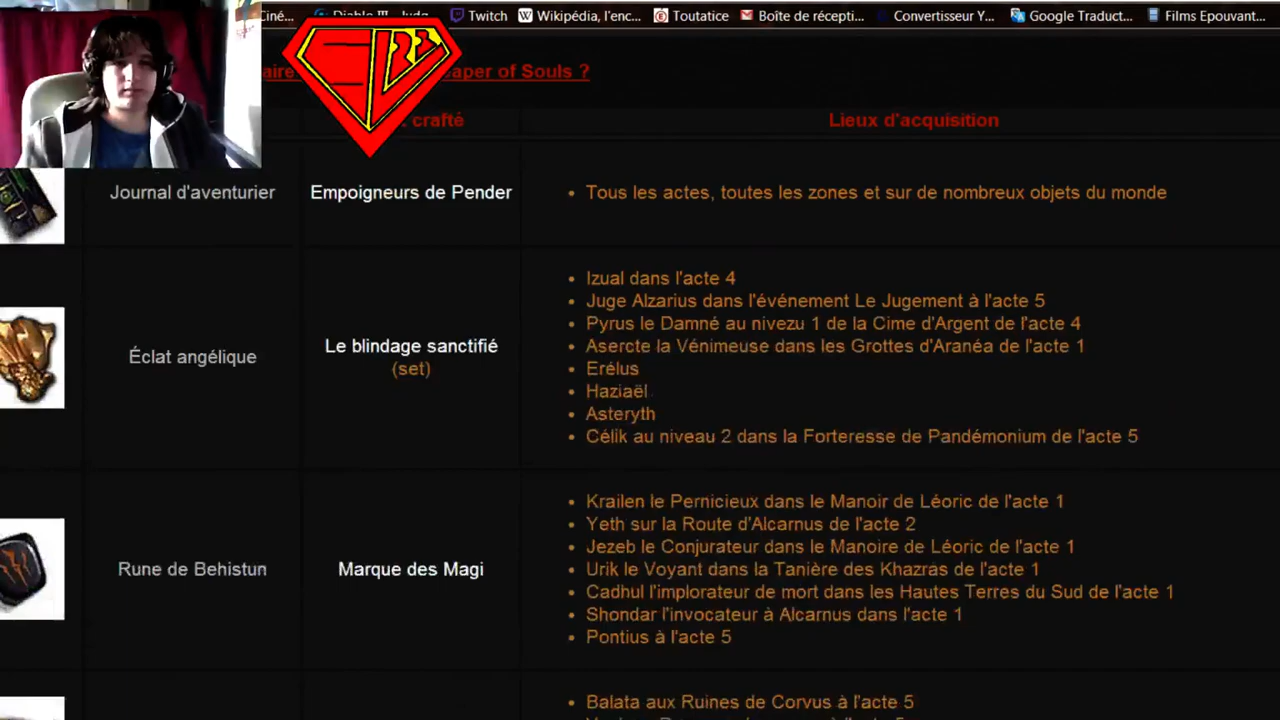 Twitch
Wikipédia, l'enc...
Toutatice
Boîte de récepti...
Convertisseur Y...
Google Traduct...
Films Epouvant...
aper of Souls ?
crafté
Lieux d'acquisition
Journal d'aventurier
Empoigneurs de Pender
Tous les actes, toutes les zones et sur de nombreux objets du monde
Éclat angélique
Le blindage sanctifié
(set)
Izual dans l'acte 4
Juge Alzarius dans l'événement Le Jugement à l'acte 5
Pyrus le Damné au nivezu 1 de la Cime d'Argent de l'acte 4
Asercte la Vénimeuse dans les Grottes d'Aranéa de l'acte 1
Erélus
Haziaël
Asteryth
Célik au niveau 2 dans la Forteresse de Pandémonium de l'acte 5
Rune de Behistun
Marque des Magi
Krailen le Pernicieux dans le Manoir de Léoric de l'acte 1
Yeth sur la Route d'Alcarnus de l'acte 2
Jezeb le Conjurateur dans le Manoire de Léoric de l'acte 1
Urik le Voyant dans la Tanière des Khazras de l'acte 1
Cadhul l'implorateur de mort dans les Hautes Terres du Sud de l'acte 1
Shondar l'invocateur à Alcarnus dans l'acte 1
Pontius à l'acte 5
Balata aux Ruines de Corvus à l'acte 5